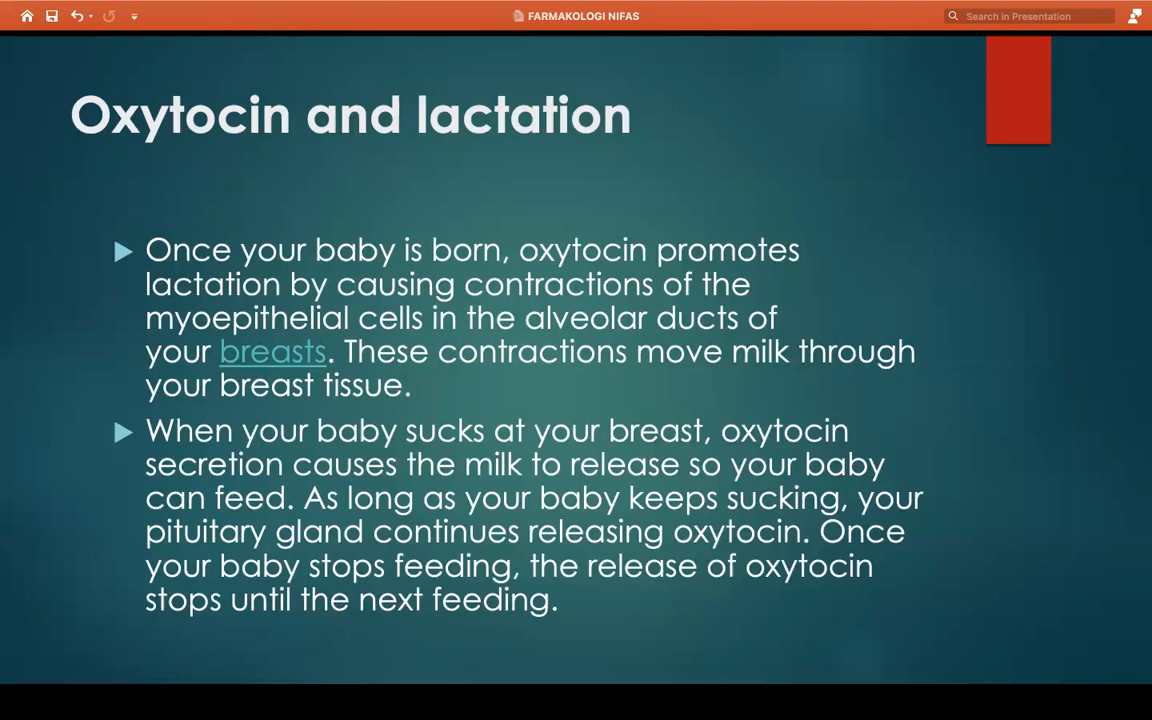 FARMAKOLOGI NIFAS
Search in Presentation
Oxytocin and lactation
Once your baby is born, oxytocin promotes
lactation by causing contractions of the
myoepithelial cells in the alveolar ducts of
your breasts. These contractions move milk through
your breast tissue.
When your baby sucks at your breast, oxytocin
secretion causes the milk to release so your baby
can feed. As long as your baby keeps sucking, your
pituitary gland continues releasing oxytocin. Once
your baby stops feeding, the release of oxytocin
stops until the next feeding.